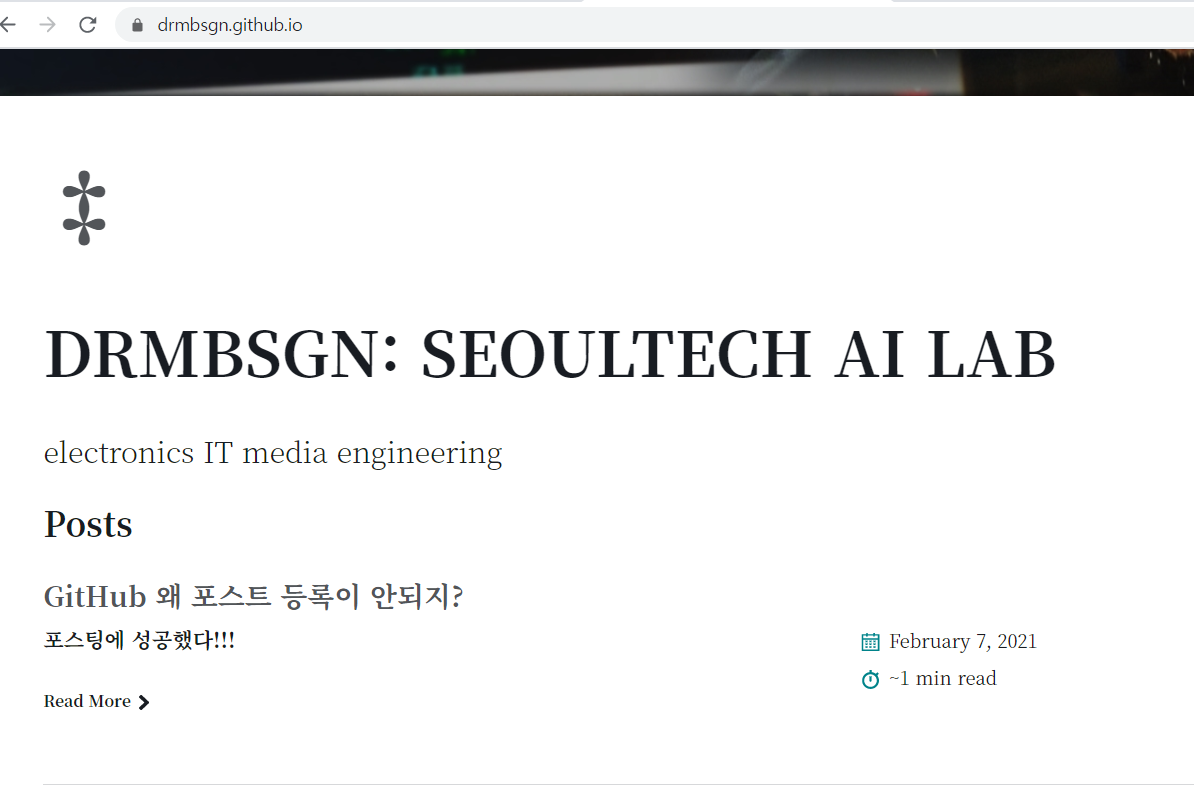 drmbsgn.github.io
DRMBSGN: SEOULTECH AI LAB
electronics IT media engineering
Posts
GitHub 왜 포스트 등록이 안되지?
포스팅에 성공했다!!!
February 7, 2021
~1 min read
Read More